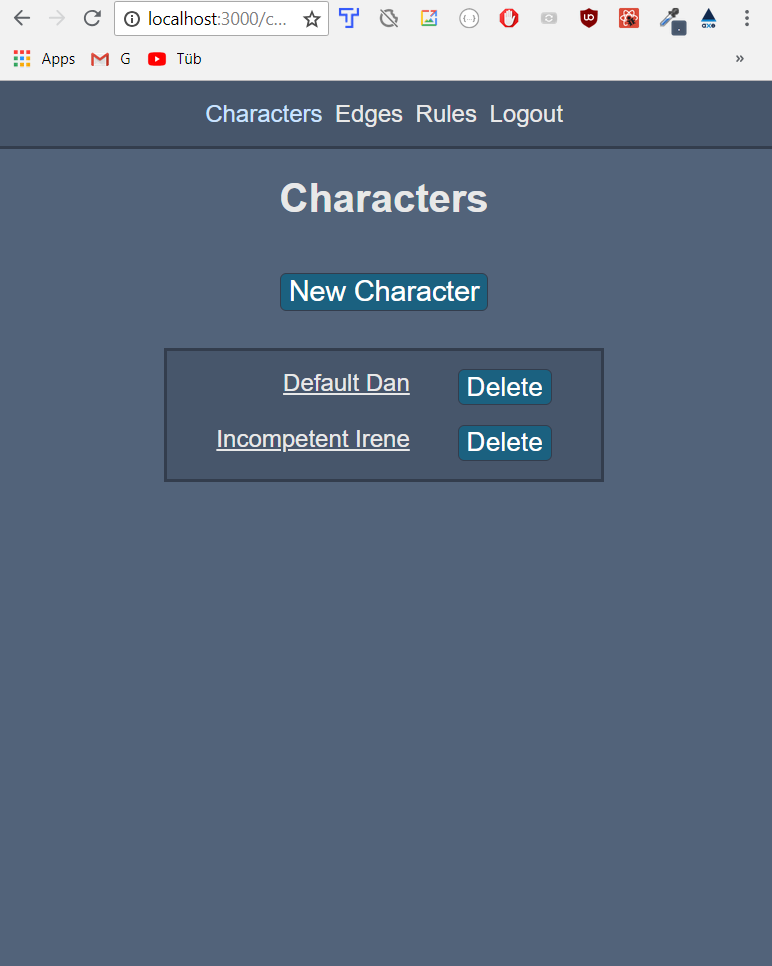 localhost:3000/c...
Apps G Tüb »
Characters Edges Rules Logout
Characters
New Character
Default Dan Delete
Incompetent Irene Delete